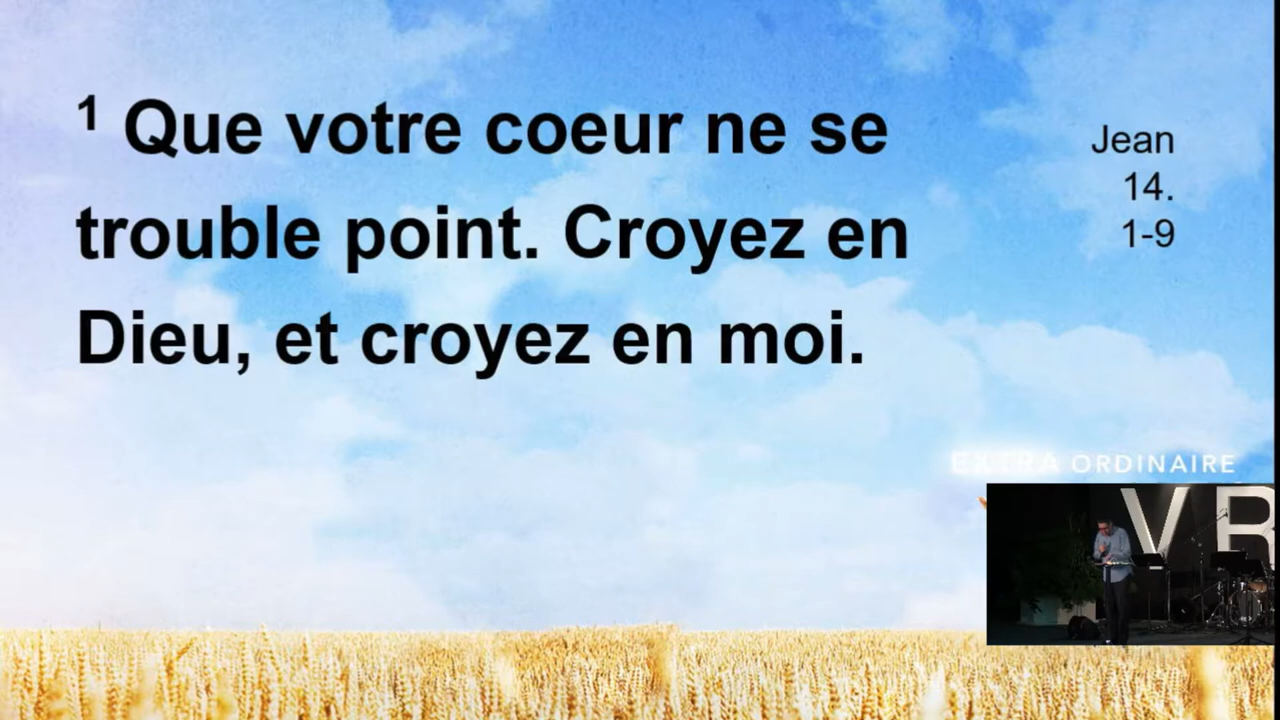 ¹ Que votre coeur ne se
trouble point. Croyez en
Dieu, et croyez en moi.
Jean
14.
1-9
EXTRA ORDINAIRE
V R